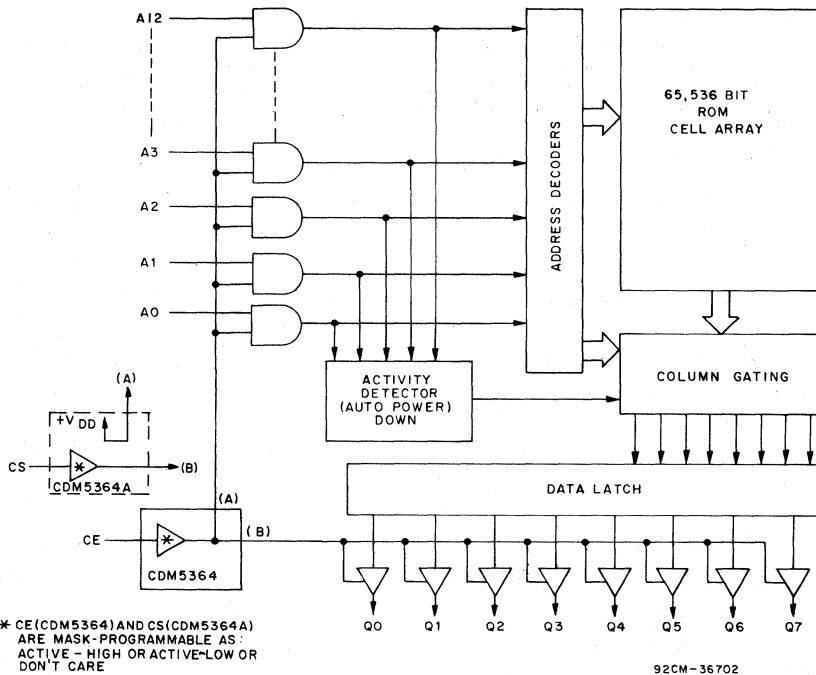 A12
A3
A2
A1
A0
ADDRESS DECODERS
65,536 BIT
ROM
CELL ARRAY
ACTIVITY
DETECTOR
(AUTO POWER)
DOWN
COLUMN GATING
(A)
+V DD
CS
*
(B)
CDM5364A
DATA LATCH
(A)
(B)
CE
*
CDM5364
Q0 Q1 Q2 Q3 Q4 Q5 Q6 Q7
* CE(CDM5364) AND CS(CDM5364A)
ARE MASK-PROGRAMMABLE AS:
ACTIVE-HIGH OR ACTIVE-LOW OR
DON'T CARE
92CM-36702